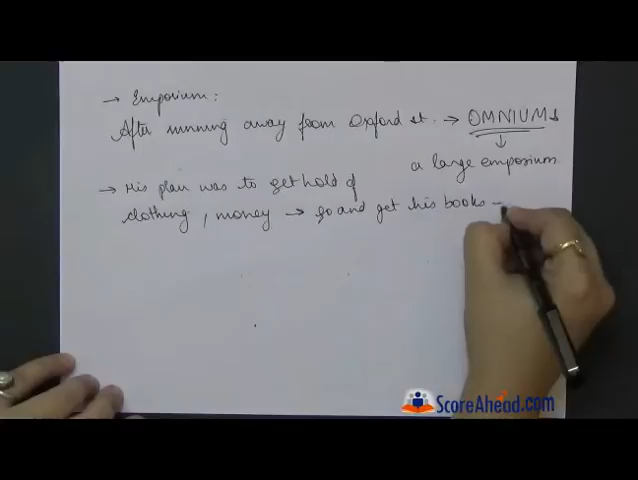 → Emporium:
After running away from Oxford st. → OMNIUMs
↓
a large emporium
→ His plan was to get hold of
clothing, money → go and get his books -
ScoreAhead.com